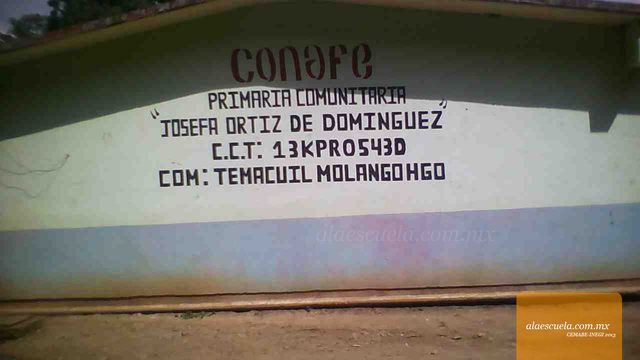 conafe
PRIMARIA COMUNITARIA
"JOSEFA ORTIZ DE DOMINGUEZ"
C.C.T: 13KPR0543D
COM: TEMACUIL MOLANGO HGO
alaescuela.com.mx
alaescuela.com.mx
CEMABE-INEGI 2013